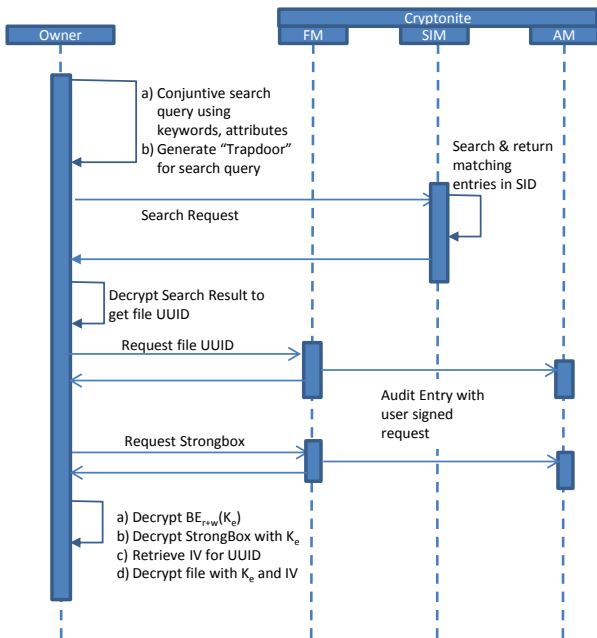 Cryptonite
Owner
FM
SIM
AM
a) Conjuntive search
query using
keywords, attributes
b) Generate “Trapdoor”
for search query
Search & return
matching
entries in SID
Search Request
Decrypt Search Result to
get file UUID
Request file UUID
Audit Entry with
user signed
request
Request Strongbox
a) Decrypt BEr+w(Ke)
b) Decrypt StrongBox with Ke
c) Retrieve IV for UUID
d) Decrypt file with Ke and IV